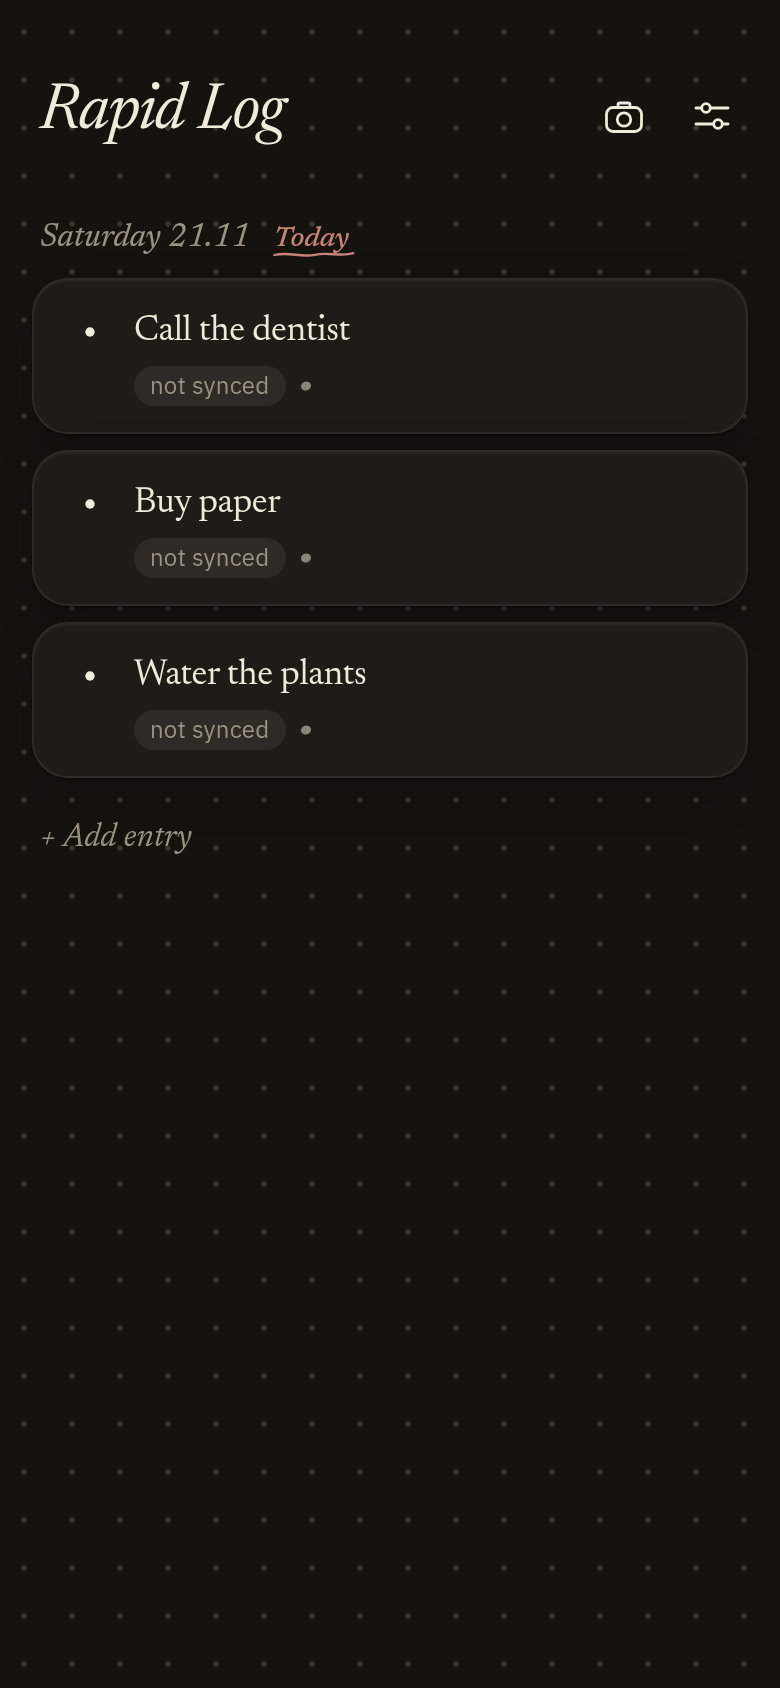 Rapid Log
Saturday 21.11 Today
• Call the dentist
not synced •
• Buy paper
not synced •
• Water the plants
not synced •
+ Add entry